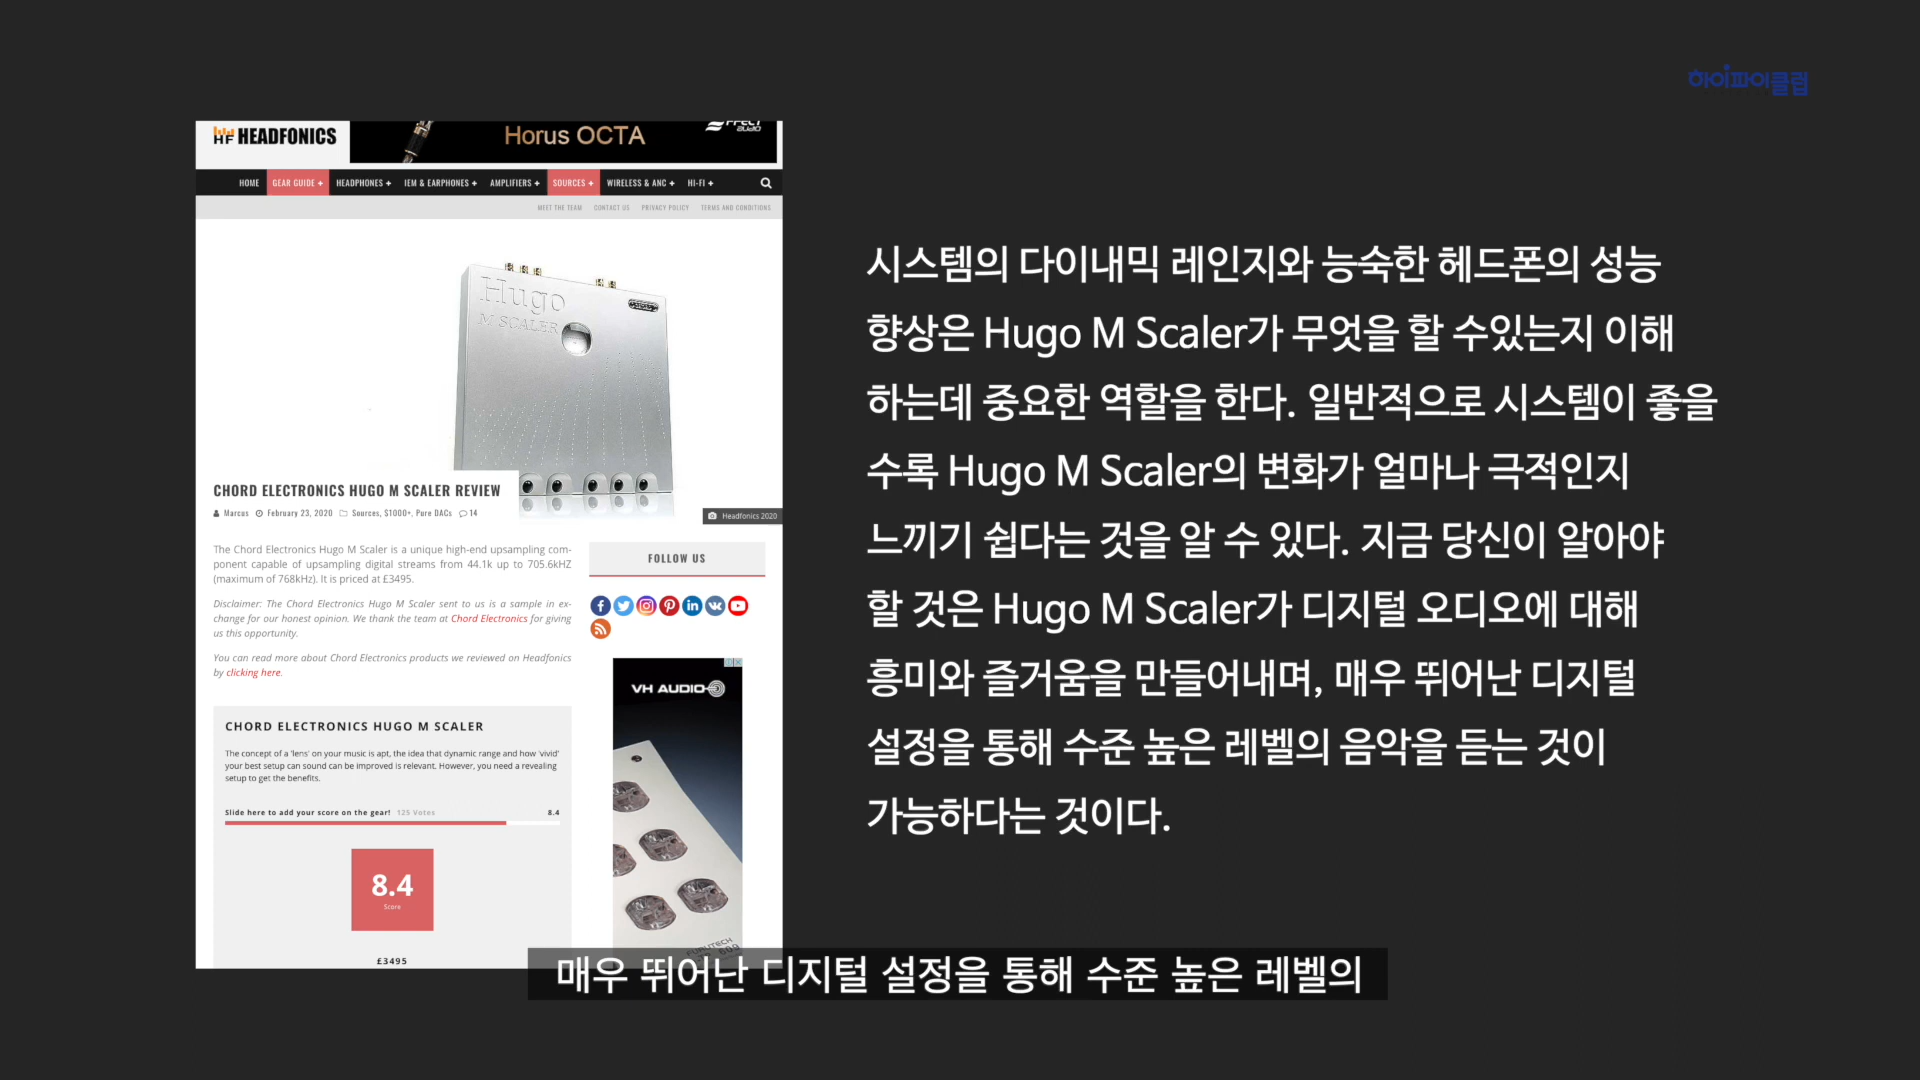 하이파이클럽
HF HEADFONICS
Horus OCTA
EFFECT
audio
HOME GEAR GUIDE + HEADPHONES + IEM & EARPHONES + AMPLIFIERS + SOURCES + WIRELESS & ANC + HI-FI +
MEET THE TEAM CONTACT US PRIVACY POLICY TERMS AND CONDITIONS
Hugo
M SCALER
CHORD ELECTRONICS HUGO M SCALER REVIEW
Marcus February 23, 2020 Sources, $1000+, Pure DACs 14
Headfonics 2020
The Chord Electronics Hugo M Scaler is a unique high-end upsampling com-
ponent capable of upsampling digital streams from 44.1k up to 705.6kHZ
(maximum of 768kHz). It is priced at £3495.
Disclaimer: The Chord Electronics Hugo M Scaler sent to us is a sample in ex-
change for our honest opinion. We thank the team at Chord Electronics for giving
us this opportunity.
You can read more about Chord Electronics products we reviewed on Headfonics
by clicking here.
CHORD ELECTRONICS HUGO M SCALER
The concept of a 'lens' on your music is apt, the idea that dynamic range and how 'vivid'
your best setup can sound can be improved is relevant. However, you need a revealing
setup to get the benefits.
Slide here to add your score on the gear! 125 Votes 8.4
8.4
Score
£3495
FOLLOW US
VH AUDIO
FURUTECH
시스템의 다이내믹 레인지와 능숙한 헤드폰의 성능
향상은 Hugo M Scaler가 무엇을 할 수있는지 이해
하는데 중요한 역할을 한다. 일반적으로 시스템이 좋을
수록 Hugo M Scaler의 변화가 얼마나 극적인지
느끼기 쉽다는 것을 알 수 있다. 지금 당신이 알아야
할 것은 Hugo M Scaler가 디지털 오디오에 대해
흥미와 즐거움을 만들어내며, 매우 뛰어난 디지털
설정을 통해 수준 높은 레벨의 음악을 듣는 것이
가능하다는 것이다.
매우 뛰어난 디지털 설정을 통해 수준 높은 레벨의